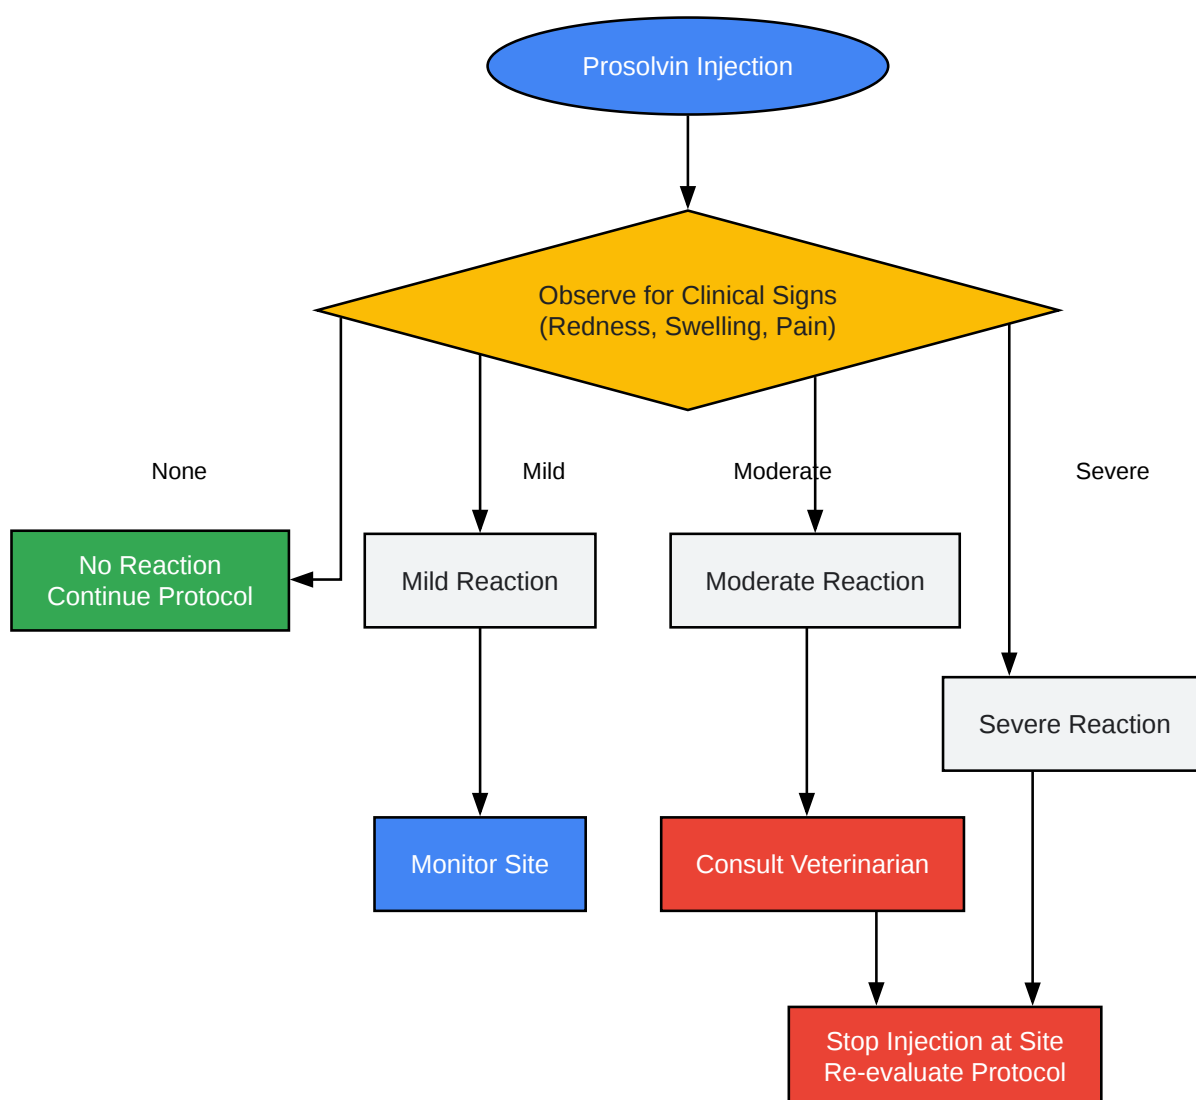 Prosolvin Injection
Observe for Clinical Signs
(Redness, Swelling, Pain)
None
Mild
Moderate
Severe
No Reaction
Continue Protocol
Mild Reaction
Moderate Reaction
Severe Reaction
Monitor Site
Consult Veterinarian
Stop Injection at Site
Re-evaluate Protocol